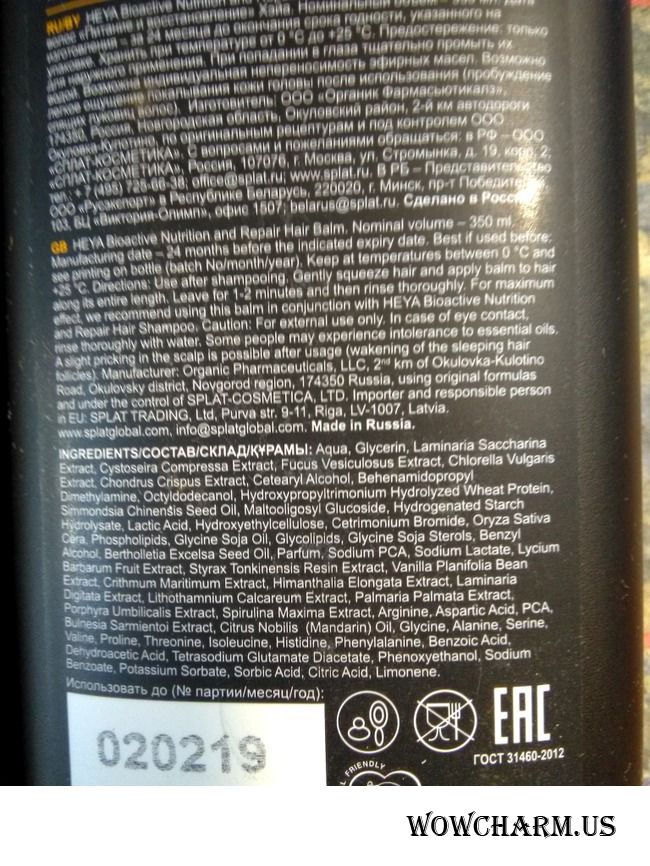 RU/BY HEYA Bioactive Nutrition and
волос «Питание и восстановление» Хейа. Номинальный объем – 350 мл. Дата
изготовления – за 24 месяца до окончания срока годности, указанного на
упаковке. Хранить при температуре от 0 °C до +25 °C. Предостережение: только
для наружного применения. При попадании в глаза тщательно промыть их
водой. Возможна индивидуальная непереносимость эфирных масел. Возможно
легкое ощущение покалывания кожи головы после использования (пробуждение
спящих луковиц волос). Изготовитель: ООО «Органик Фармасьютикалз»,
174350, Россия, Новгородская область, Окуловский район, 2-й км автодороги
Окуловка-Кулотино, по оригинальным рецептурам и под контролем ООО
«СПЛАТ-КОСМЕТИКА». С вопросами и пожеланиями обращаться: в РФ – ООО
«СПЛАТ-КОСМЕТИКА», Россия, 107076, г. Москва, ул. Стромынка, д. 19, корп. 2,
office@splat.ru; www.splat.ru. В РБ – Представительство
ООО «Русэкспорт» в Республике Беларусь, 220020, г. Минск, пр-т Победителей,
103, БЦ «Виктория-Олимп», офис 1507; belarus@splat.ru. Сделано в России.
GB HEYA Bioactive Nutrition and Repair Hair Balm. Nominal volume – 350 ml.
Manufacturing date – 24 months before the indicated expiry date. Best if used before:
see printing on bottle (batch No/month/year). Keep at temperatures between 0 °C and
+25 °C. Directions: Use after shampooing. Gently squeeze hair and apply balm to hair
along its entire length. Leave for 1-2 minutes and then rinse thoroughly. For maximum
effect, we recommend using this balm in conjunction with HEYA Bioactive Nutrition
and Repair Hair Shampoo. Caution: For external use only. In case of eye contact,
rinse thoroughly with water. Some people may experience intolerance to essential oils.
A slight pricking in the scalp is possible after usage (wakening of the sleeping hair
follicles). Manufacturer: Organic Pharmaceuticals, LLC, 2nd km of Okulovka-Kulotino
Road, Okulovsky district, Novgorod region, 174350 Russia, using original formulas
and under the control of SPLAT-COSMETICA, LTD. Importer and responsible person
in EU: SPLAT TRADING, Ltd, Purva str. 9-11, Riga, LV-1007, Latvia.
www.splatglobal.com, info@splatglobal.com. Made in Russia.
INGREDIENTS/СОСТАВ/СКЛАД/ҚҰРАМЫ: Aqua, Glycerin, Laminaria Saccharina
Extract, Cystoseira Compressa Extract, Fucus Vesiculosus Extract, Chlorella Vulgaris
Extract, Chondrus Crispus Extract, Cetearyl Alcohol, Behenamidopropyl
Dimethylamine, Octyldodecanol, Hydroxypropyltrimonium Hydrolyzed Wheat Protein,
Simmondsia Chinensis Seed Oil, Maltooligosyl Glucoside, Hydrogenated Starch
Hydrolysate, Lactic Acid, Hydroxyethylcellulose, Cetrimonium Bromide, Oryza Sativa
Cera, Phospholipids, Glycine Soja Oil, Glycolipids, Glycine Soja Sterols, Benzyl
Alcohol, Bertholletia Excelsa Seed Oil, Parfum, Sodium PCA, Sodium Lactate, Lycium
Barbarum Fruit Extract, Styrax Tonkinensis Resin Extract, Vanilla Planifolia Bean
Extract, Crithmum Maritimum Extract, Himanthalia Elongata Extract, Laminaria
Digitata Extract, Lithothamnium Calcareum Extract, Palmaria Palmata Extract,
Porphyra Umbilicalis Extract, Spirulina Maxima Extract, Arginine, Aspartic Acid, PCA,
Bulnesia Sarmientoi Extract, Citrus Nobilis (Mandarin) Oil, Glycine, Alanine, Serine,
Valine, Proline, Threonine, Isoleucine, Histidine, Phenylalanine, Benzoic Acid,
Dehydroacetic Acid, Tetrasodium Glutamate Diacetate, Phenoxyethanol, Sodium
Benzoate, Potassium Sorbate, Sorbic Acid, Citric Acid, Limonene.
Использовать до (№ партии/месяц/год):
020219
EAC
ГОСТ 31460-2012
FRIENDLY
WOWCHARM.US